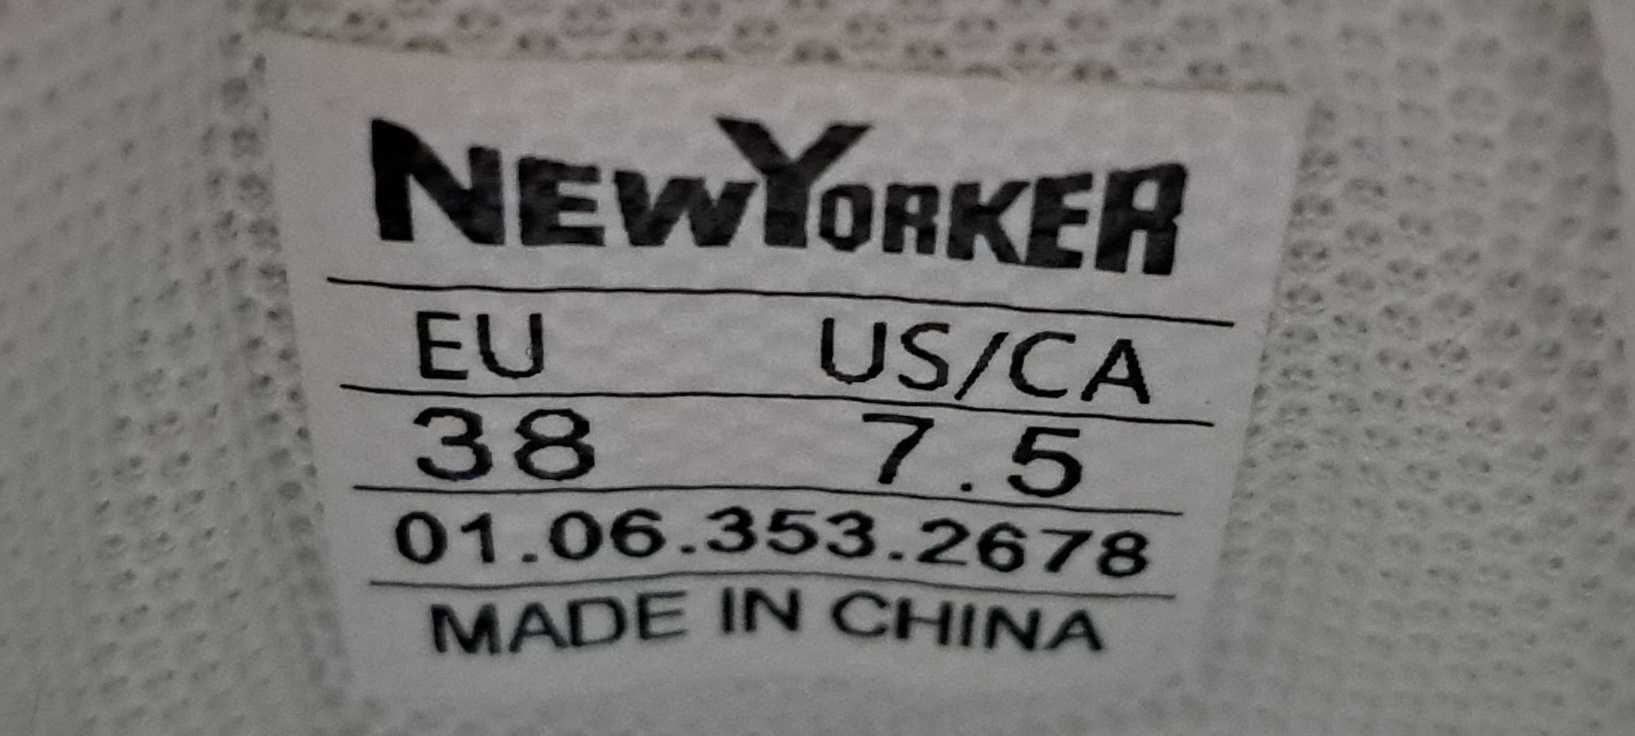 NEWYORKER
EU US/CA
38 7.5
01.06.353.2678
MADE IN CHINA